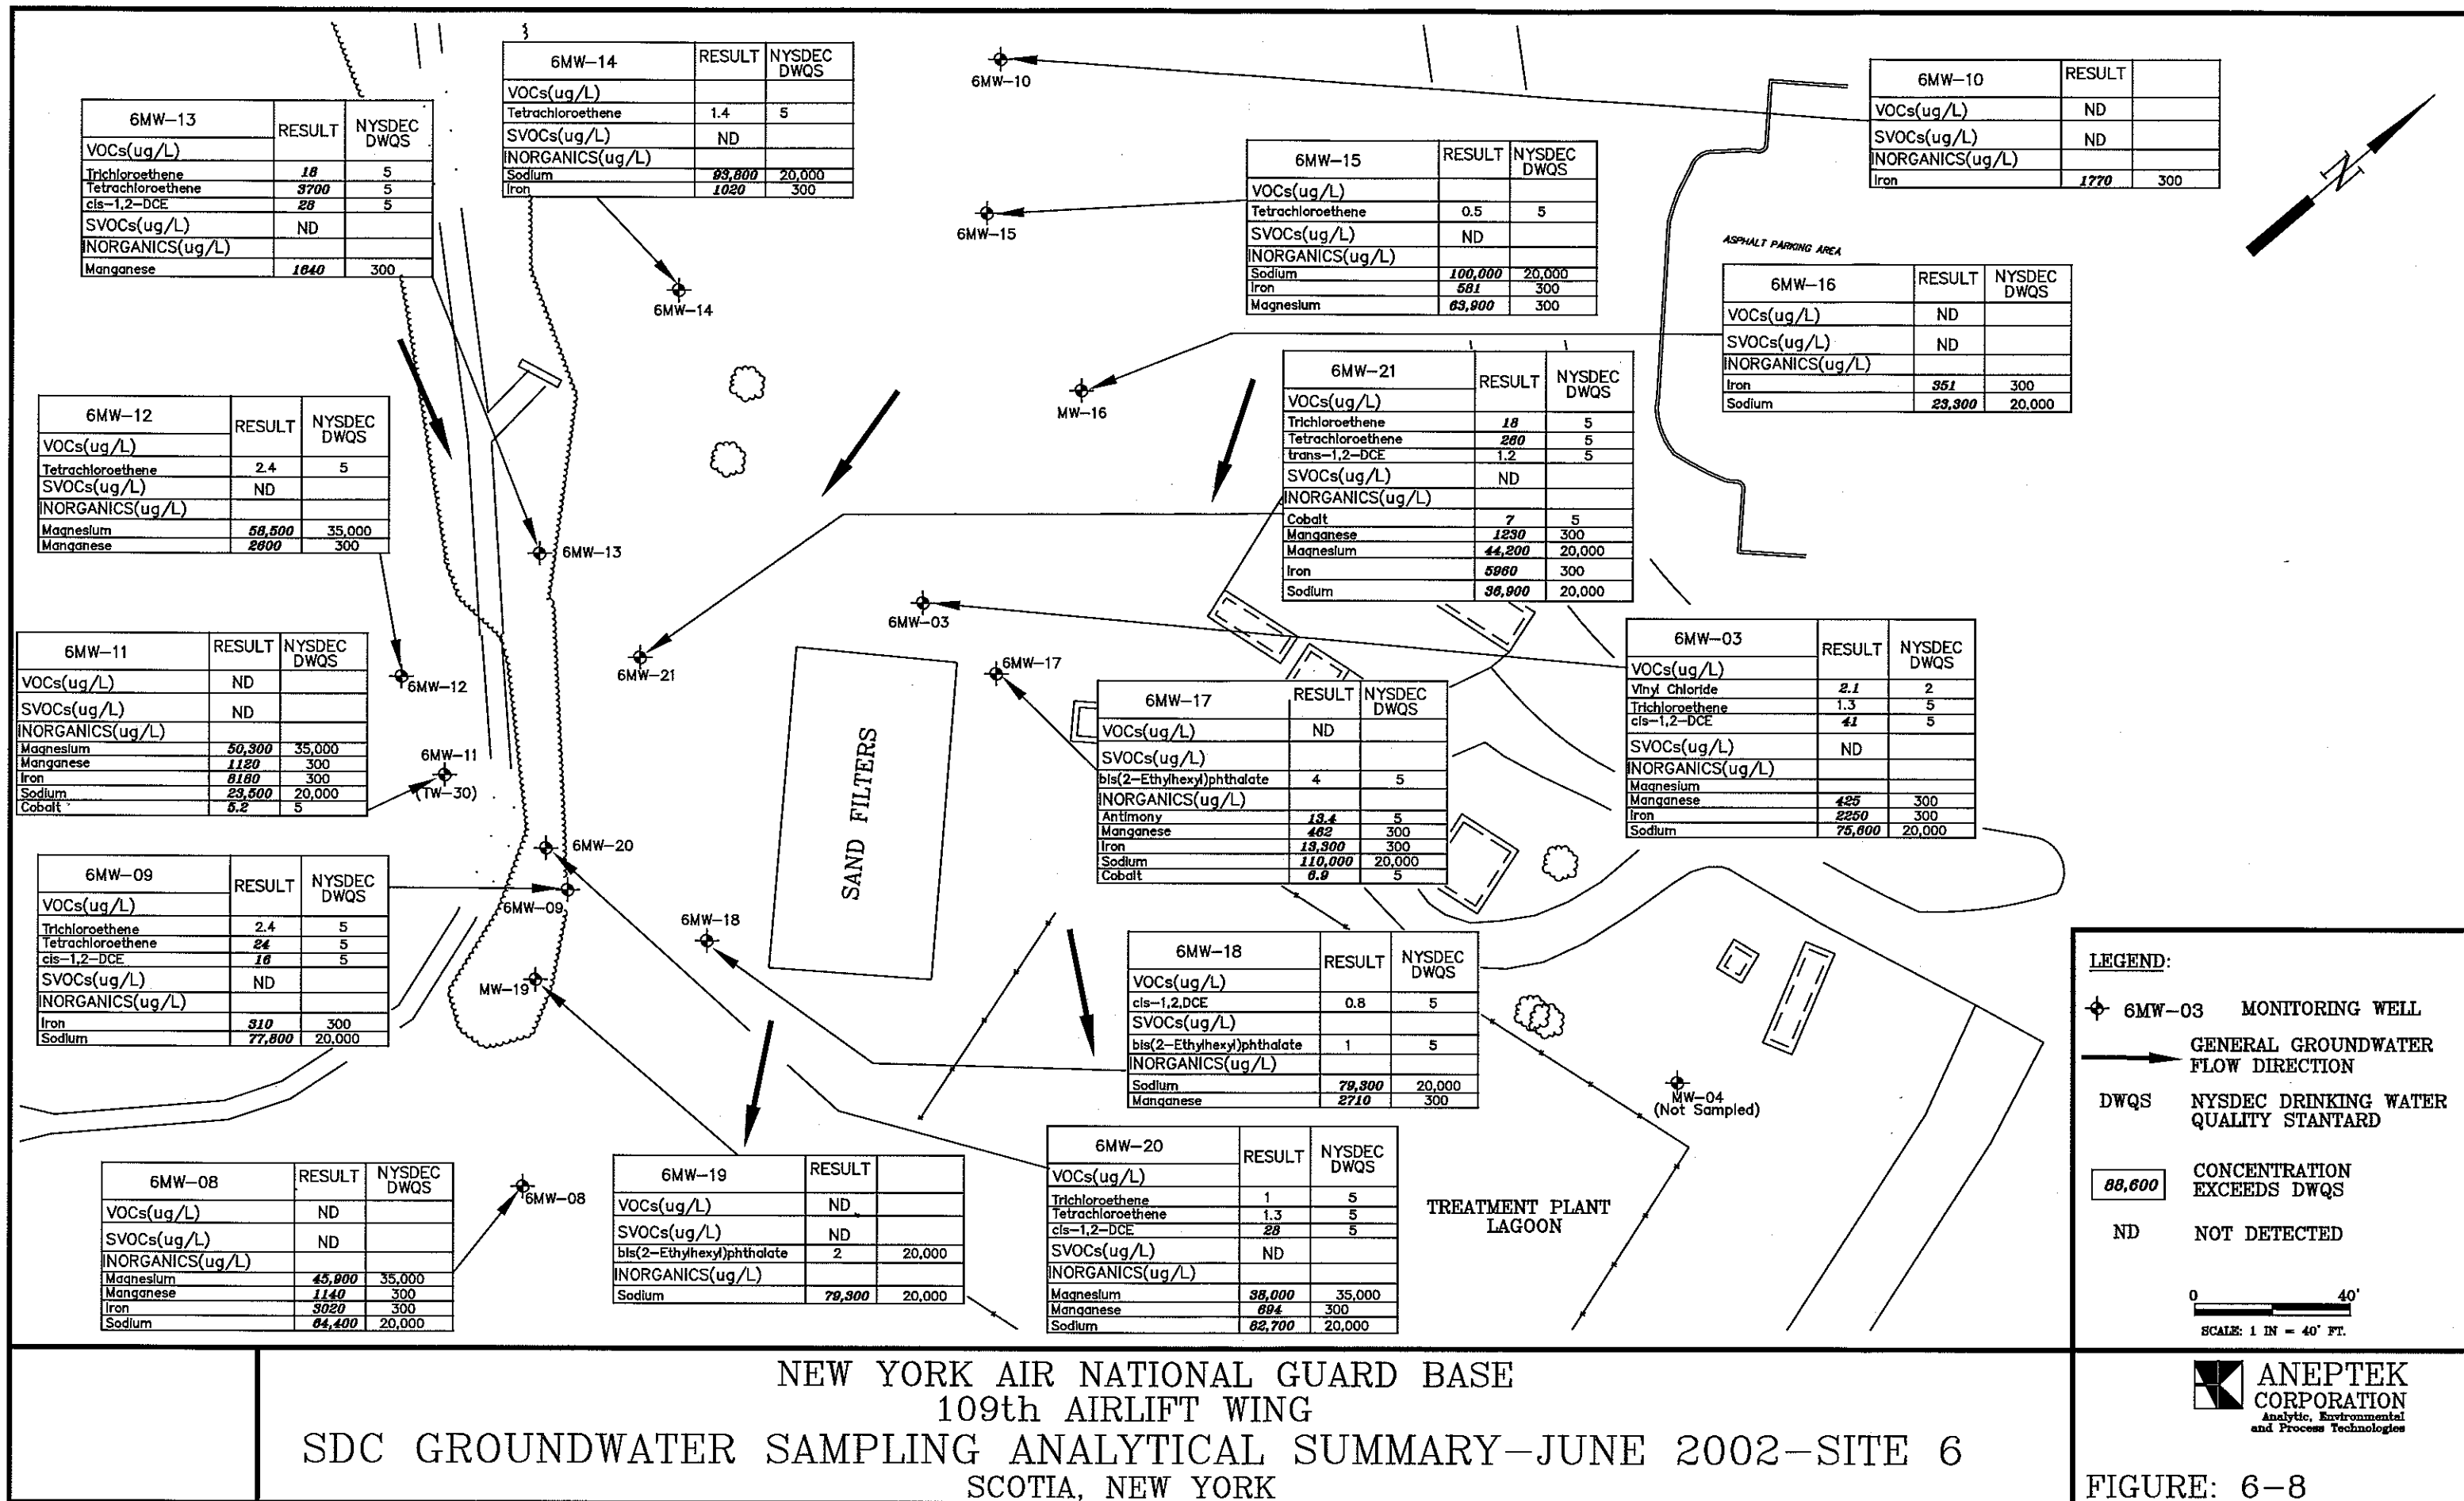 6MW-14 RESULT NYSDEC DWQS
VOCs(ug/L)
Tetrachloroethene 1.4 5
SVOCs(ug/L) ND
INORGANICS(ug/L)
Sodium 93,800 20,000
Iron 1020 300
6MW-10
6MW-10 RESULT
VOCs(ug/L) ND
SVOCs(ug/L) ND
INORGANICS(ug/L)
Iron 1770 300
6MW-13 RESULT NYSDEC DWQS
VOCs(ug/L)
Trichloroethene 18 5
Tetrachloroethene 3700 5
cis-1,2-DCE 28 5
SVOCs(ug/L) ND
INORGANICS(ug/L)
Manganese 1640 300
6MW-15 RESULT NYSDEC DWQS
VOCs(ug/L)
Tetrachloroethene 0.5 5
SVOCs(ug/L) ND
INORGANICS(ug/L)
Sodium 100,000 20,000
Iron 581 300
Magnesium 63,900 300
6MW-15
N
ASPHALT PARKING AREA
6MW-14
6MW-16 RESULT NYSDEC DWQS
VOCs(ug/L) ND
SVOCs(ug/L) ND
INORGANICS(ug/L)
Iron 351 300
Sodium 23,300 20,000
MW-16
6MW-21 RESULT NYSDEC DWQS
VOCs(ug/L)
Trichloroethene 18 5
Tetrachloroethene 260 5
trans-1,2-DCE 1.2 5
SVOCs(ug/L) ND
INORGANICS(ug/L)
Cobalt 7 5
Manganese 1230 300
Magnesium 44,200 20,000
Iron 5960 300
Sodium 36,900 20,000
6MW-12 RESULT NYSDEC DWQS
VOCs(ug/L)
Tetrachloroethene 2.4 5
SVOCs(ug/L) ND
INORGANICS(ug/L)
Magnesium 58,500 35,000
Manganese 2600 300
6MW-13
6MW-03
6MW-21
6MW-17
6MW-12
6MW-11 RESULT NYSDEC DWQS
VOCs(ug/L) ND
SVOCs(ug/L) ND
INORGANICS(ug/L)
Magnesium 50,300 35,000
Manganese 1120 300
Iron 8160 300
Sodium 23,500 20,000
Cobalt 5.2 5
6MW-11
(TW-30)
6MW-03 RESULT NYSDEC DWQS
VOCs(ug/L)
Vinyl Chloride 2.1 2
Trichloroethene 1.3 5
cis-1,2-DCE 41 5
SVOCs(ug/L) ND
INORGANICS(ug/L)
Magnesium
Manganese 425 300
Iron 2250 300
Sodium 75,600 20,000
6MW-17 RESULT NYSDEC DWQS
VOCs(ug/L) ND
SVOCs(ug/L)
bis(2-Ethylhexyl)phthalate 4 5
INORGANICS(ug/L)
Antimony 13.4 5
Manganese 462 300
Iron 13,300 300
Sodium 110,000 20,000
Cobalt 6.9 5
SAND FILTERS
6MW-20
6MW-09
6MW-18
MW-19
6MW-09 RESULT NYSDEC DWQS
VOCs(ug/L)
Trichloroethene 2.4 5
Tetrachloroethene 24 5
cis-1,2-DCE 16 5
SVOCs(ug/L) ND
INORGANICS(ug/L)
Iron 310 300
Sodium 77,600 20,000
6MW-18 RESULT NYSDEC DWQS
VOCs(ug/L)
cis-1,2,DCE 0.8 5
SVOCs(ug/L)
bis(2-Ethylhexyl)phthalate 1 5
INORGANICS(ug/L)
Sodium 79,300 20,000
Manganese 2710 300
MW-04
(Not Sampled)
6MW-08 RESULT NYSDEC DWQS
VOCs(ug/L) ND
SVOCs(ug/L) ND
INORGANICS(ug/L)
Magnesium 45,900 35,000
Manganese 1140 300
Iron 3020 300
Sodium 64,400 20,000
6MW-08
6MW-19 RESULT
VOCs(ug/L) ND
SVOCs(ug/L) ND
bis(2-Ethylhexyl)phthalate 2 20,000
INORGANICS(ug/L)
Sodium 79,300 20,000
6MW-20 RESULT NYSDEC DWQS
VOCs(ug/L)
Trichloroethene 1 5
Tetrachloroethene 1.3 5
cis-1,2-DCE 28 5
SVOCs(ug/L) ND
INORGANICS(ug/L)
Magnesium 38,000 35,000
Manganese 694 300
Sodium 62,700 20,000
TREATMENT PLANT
LAGOON
LEGEND:
6MW-03 MONITORING WELL
GENERAL GROUNDWATER
FLOW DIRECTION
DWQS NYSDEC DRINKING WATER
QUALITY STANTARD
88,600 CONCENTRATION
EXCEEDS DWQS
ND NOT DETECTED
0 40'
SCALE: 1 IN = 40' FT.
NEW YORK AIR NATIONAL GUARD BASE
109th AIRLIFT WING
SDC GROUNDWATER SAMPLING ANALYTICAL SUMMARY-JUNE 2002-SITE 6
SCOTIA, NEW YORK
ANEPTEK
CORPORATION
Analytic, Environmental
and Process Technologies
FIGURE: 6-8